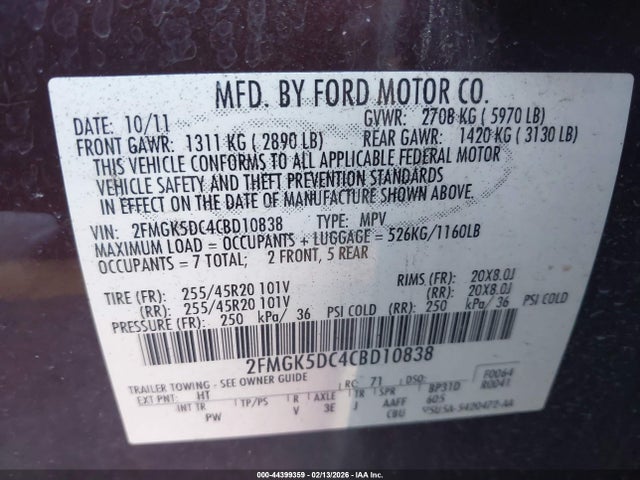 MFD. BY FORD MOTOR CO.
DATE: 10/11 GVWR: 2708 KG ( 5970 LB)
FRONT GAWR: 1311 KG ( 2890 LB) REAR GAWR: 1420 KG ( 3130 LB)
THIS VEHICLE CONFORMS TO ALL APPLICABLE FEDERAL MOTOR
VEHICLE SAFETY AND THEFT PREVENTION STANDARDS
IN EFFECT ON THE DATE OF MANUFACTURE SHOWN ABOVE.
VIN: 2FMGK5DC4CBD10838 TYPE: MPV
MAXIMUM LOAD = OCCUPANTS + LUGGAGE = 526KG/1160LB
OCCUPANTS = 7 TOTAL; 2 FRONT, 5 REAR
TIRE (FR): 255/45R20 101V RIMS (FR): 20X8.0J
(RR): 255/45R20 101V (RR): 20X8.0J
PRESSURE (FR): 250 kPa/ 36 PSI COLD (RR): 250 kPa/ 36 PSI COLD
2FMGK5DC4CBD10838
TRAILER TOWING - SEE OWNER GUIDE RC: 71 DSO: F0064
EXT PNT: HT R AXLE TR SPR BP31D R0041
INT TR TP/PS R AXLE TR SPR 605
PW V 3E J AAFF
CBU
000-44399359 02/13/2026 IAA Inc.